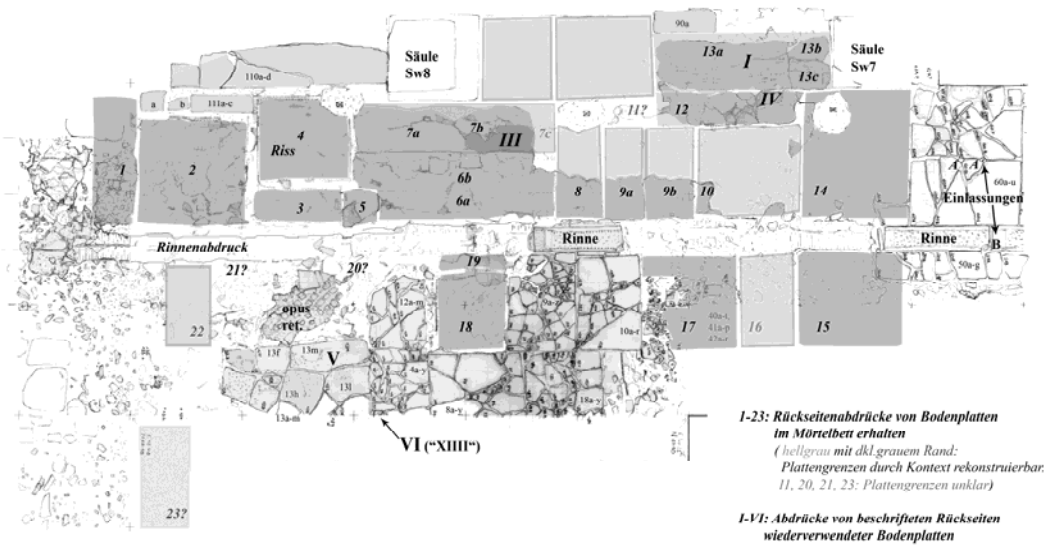 90a
Säule
Sw8
13a
13b
Säule
Sw7
I
13c
110a-d
a
b
111a-c
12
IV
11?
4
7a
7b
III
7c
1
2
Riss
6b
8
9a
9b
10
14
A
A
60a-u
Einlassungen
3
5
6a
Rinnenabdruck
Rinne
Rinne
B
21?
20?
19
50a-g
opus
ret.
12a-m
9a-g
10a-r
22
18
17
40a-t,
41a-p
16
15
13f
13m
V
4a-y
13h
13l
13a-m
8a-y
18a-y
VI ("XIIII")
23?
1-23: Rückseitenabdrücke von Bodenplatten
im Mörtelbett erhalten
( hellgrau mit dkl.grauem Rand:
Plattengrenzen durch Kontext rekonstruierbar.
11, 20, 21, 23: Plattengrenzen unklar)
I-VI: Abdrücke von beschrifteten Rückseiten
wiederverwendeter Bodenplatten